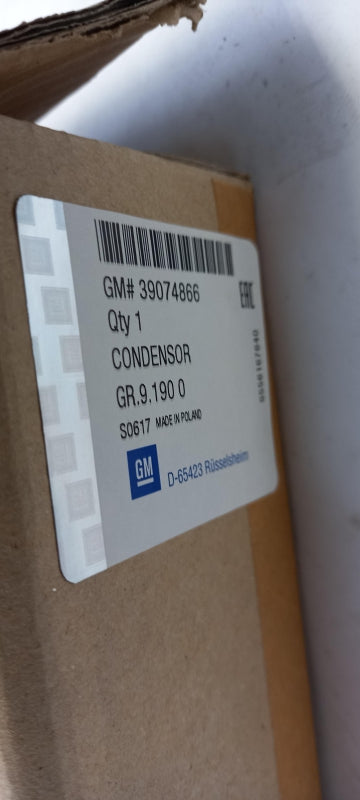 GM# 39074866
EAC
Qty 1
CONDENSOR
GR.9.190 0
S0617 MADE IN POLAND
GM
D-65423 Rüsselsheim